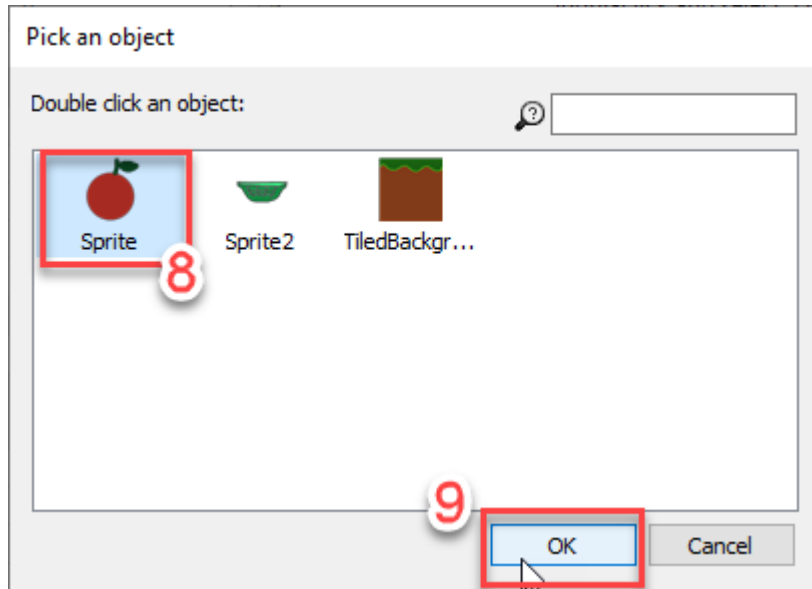 Pick an object
Double click an object:
Sprite
Sprite2
TiledBackgr...
8
9
OK
Cancel